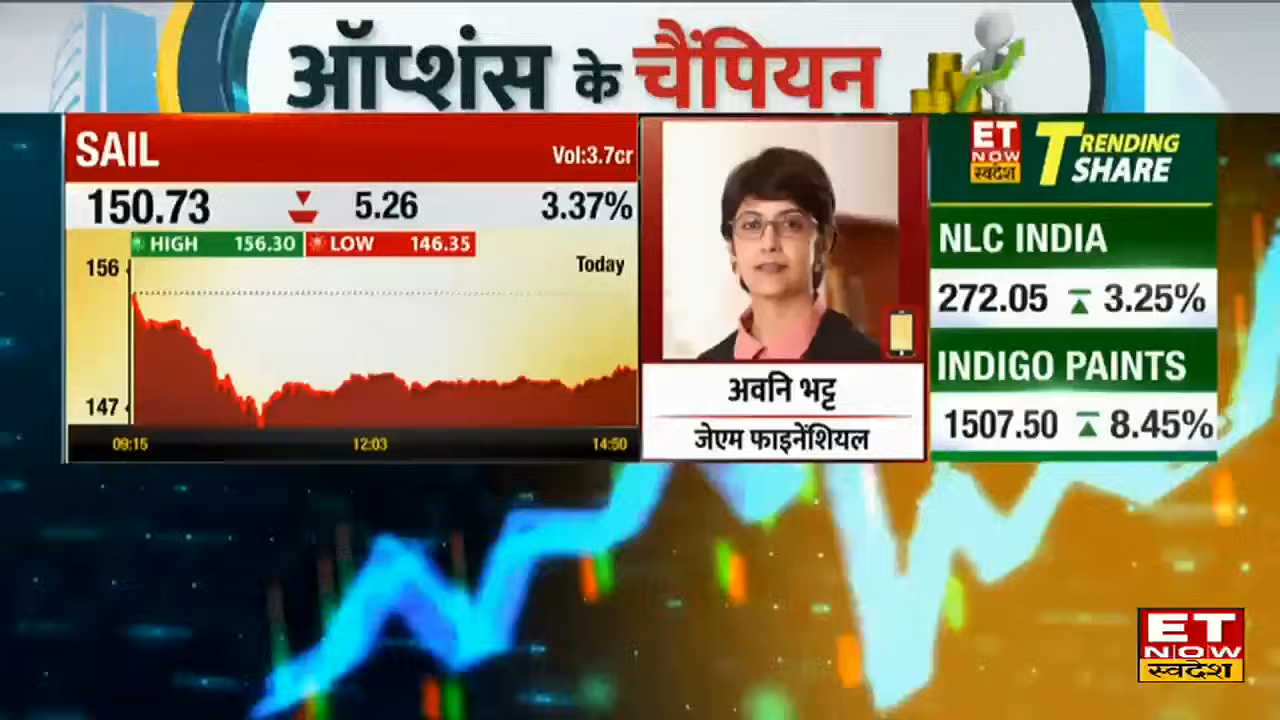 ऑप्शंस के चैंपियन
SAIL
Vol:3.7cr
150.73 5.26 3.37%
HIGH 156.30 LOW 146.35
156
Today
147
09:15 12:03 14:50
अवनि भट्ट
जेएम फाइनेंशियल
ET
NOW
स्वदेश
TRENDING
SHARE
NLC INDIA
272.05 3.25%
INDIGO PAINTS
1507.50 8.45%
ET
NOW
स्वदेश